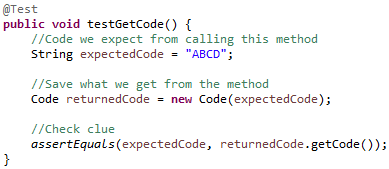 @Test
public void testGetCode() {
    //Code we expect from calling this method
    String expectedCode = "ABCD";

    //Save what we get from the method
    Code returnedCode = new Code(expectedCode);

    //Check clue
    assertEquals(expectedCode, returnedCode.getCode());
}